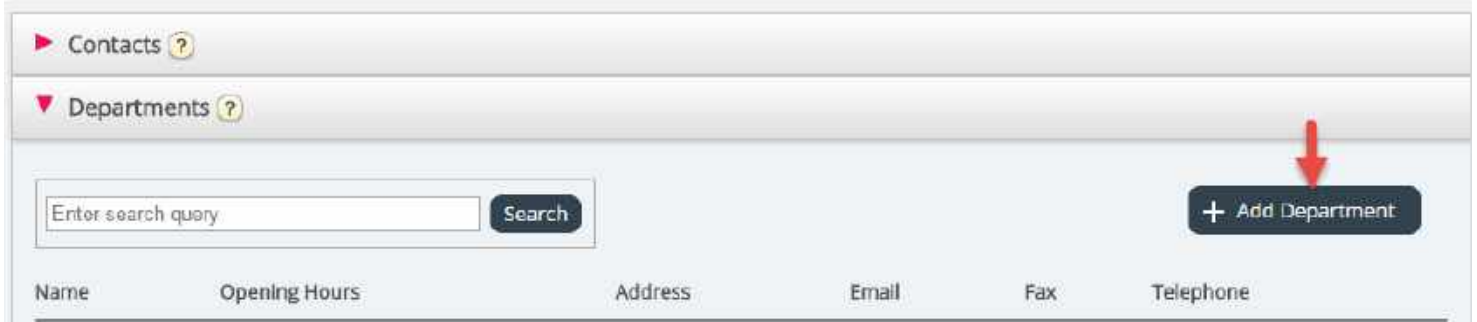 Contacts ?
Departments ?
Enter search query Search + Add Department
Name Opening Hours Address Email Fax Telephone